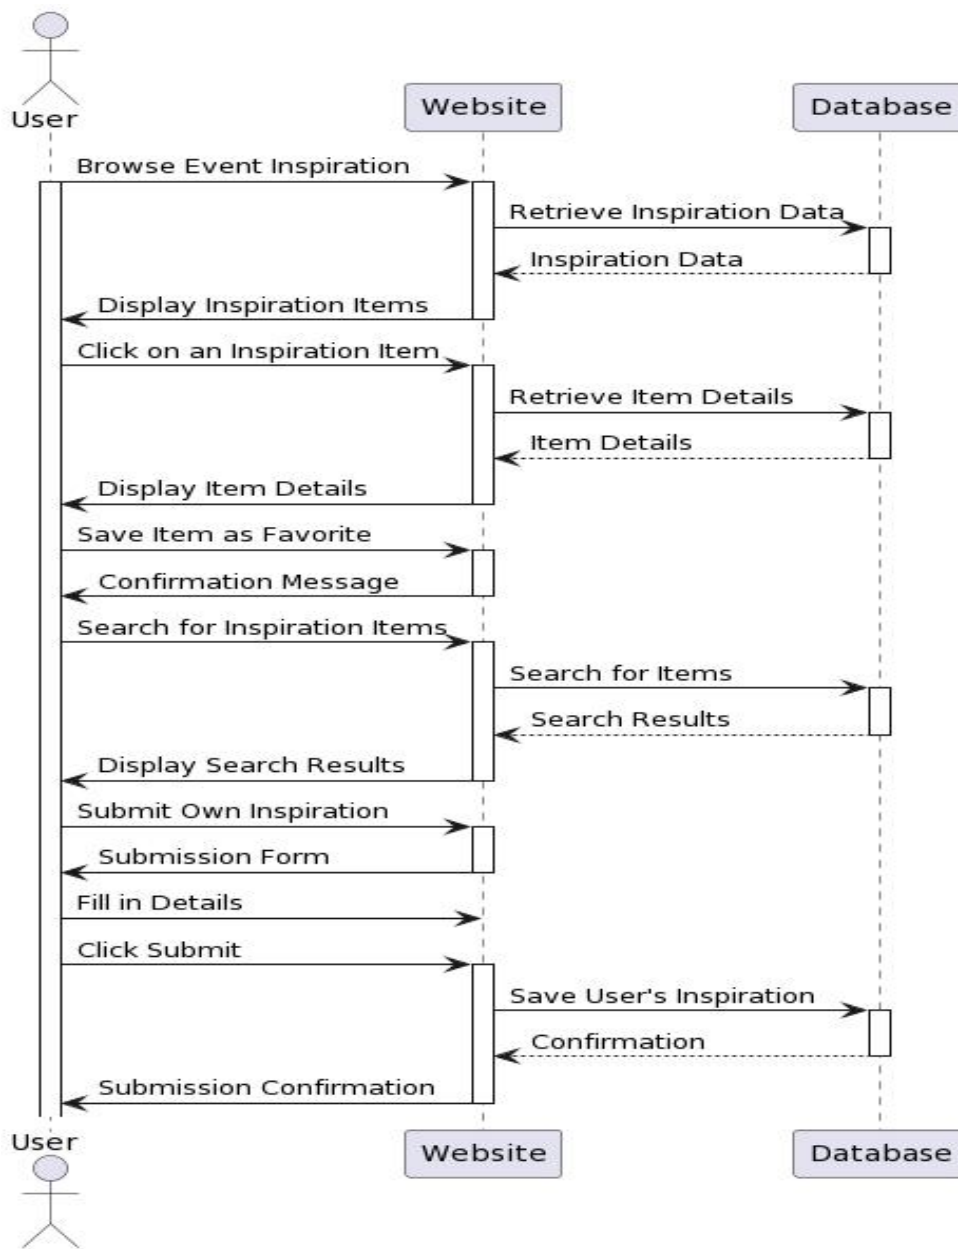 User
Website
Database
Browse Event Inspiration
Retrieve Inspiration Data
Inspiration Data
Display Inspiration Items
Click on an Inspiration Item
Retrieve Item Details
Item Details
Display Item Details
Save Item as Favorite
Confirmation Message
Search for Inspiration Items
Search for Items
Search Results
Display Search Results
Submit Own Inspiration
Submission Form
Fill in Details
Click Submit
Save User's Inspiration
Confirmation
Submission Confirmation
User
Website
Database